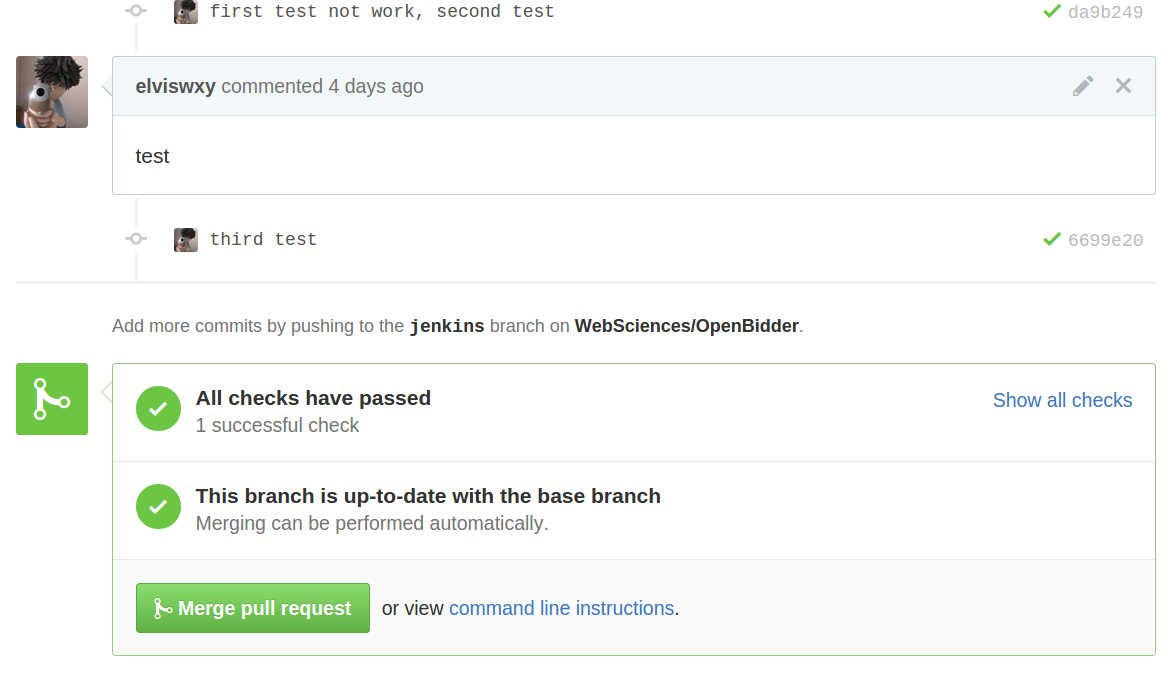 first test not work, second test da9b249
elviswxy commented 4 days ago
test
third test 6699e20
Add more commits by pushing to the jenkins branch on WebSciences/OpenBidder.
All checks have passed Show all checks
1 successful check
This branch is up-to-date with the base branch
Merging can be performed automatically.
Merge pull request or view command line instructions.